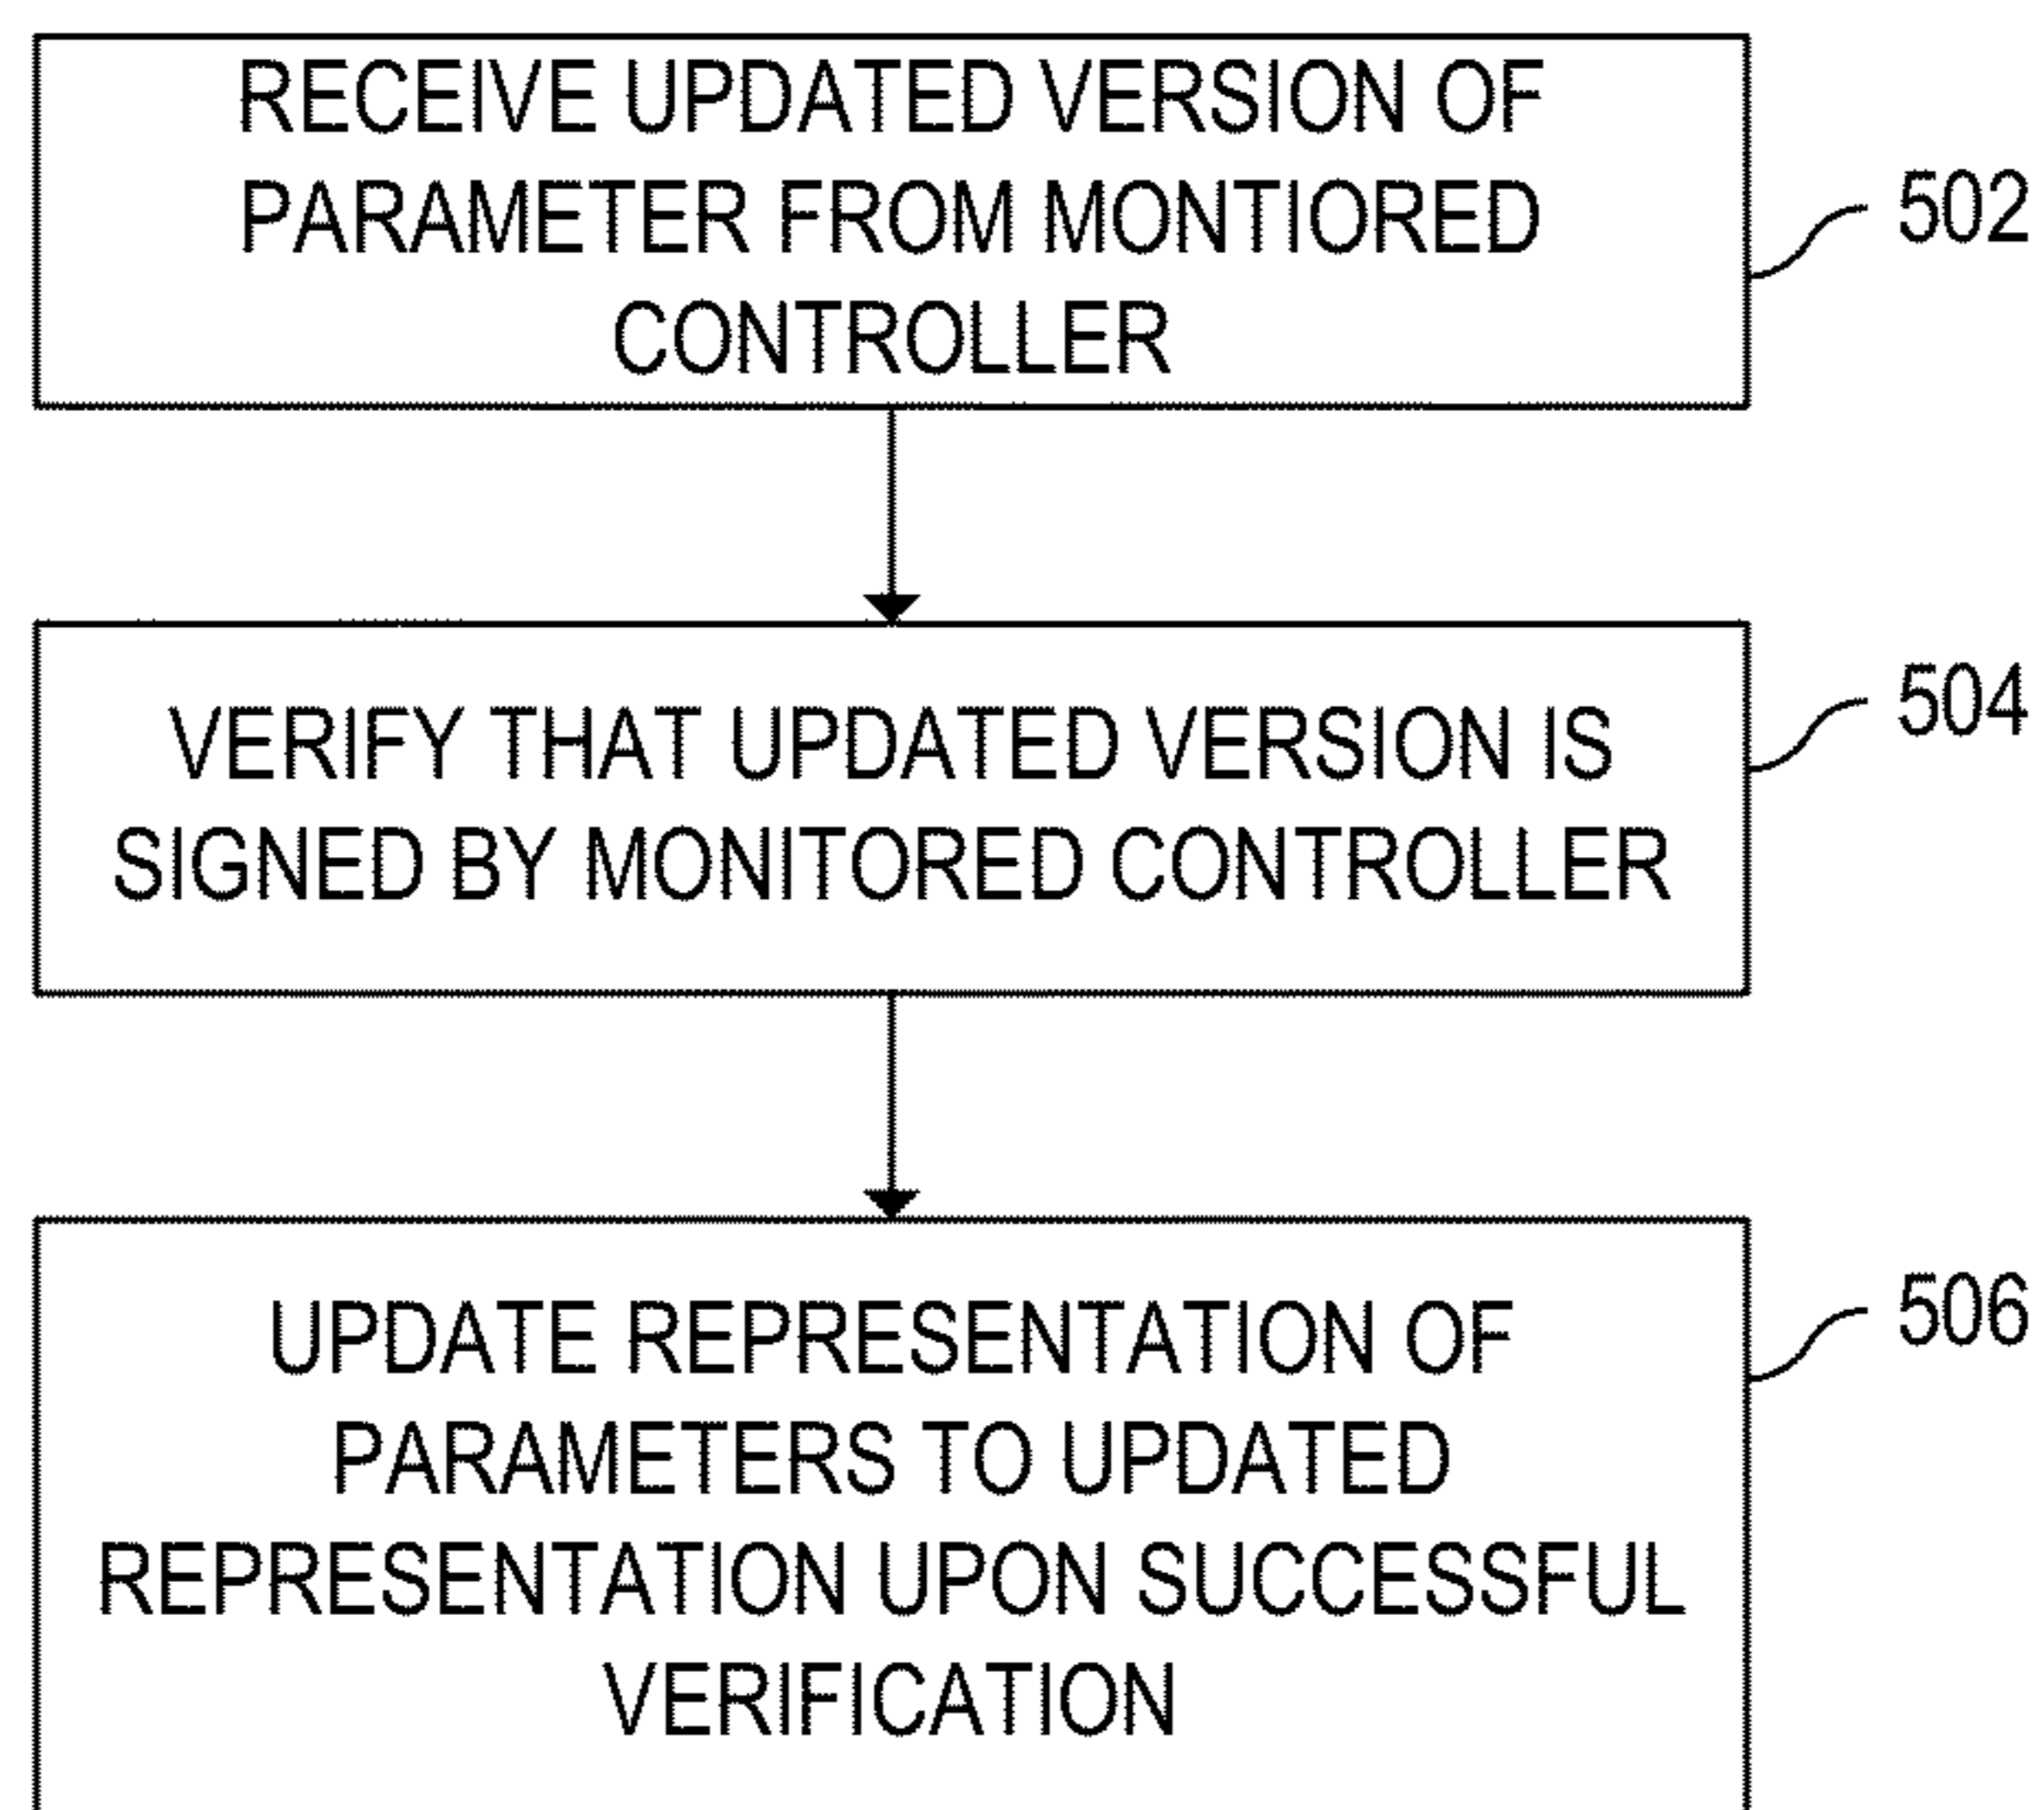 RECEIVE UPDATED VERSION OF
PARAMETER FROM MONTIORED
CONTROLLER
502
VERIFY THAT UPDATED VERSION IS
SIGNED BY MONITORED CONTROLLER
504
UPDATE REPRESENTATION OF
PARAMETERS TO UPDATED
REPRESENTATION UPON SUCCESSFUL
VERIFICATION
506